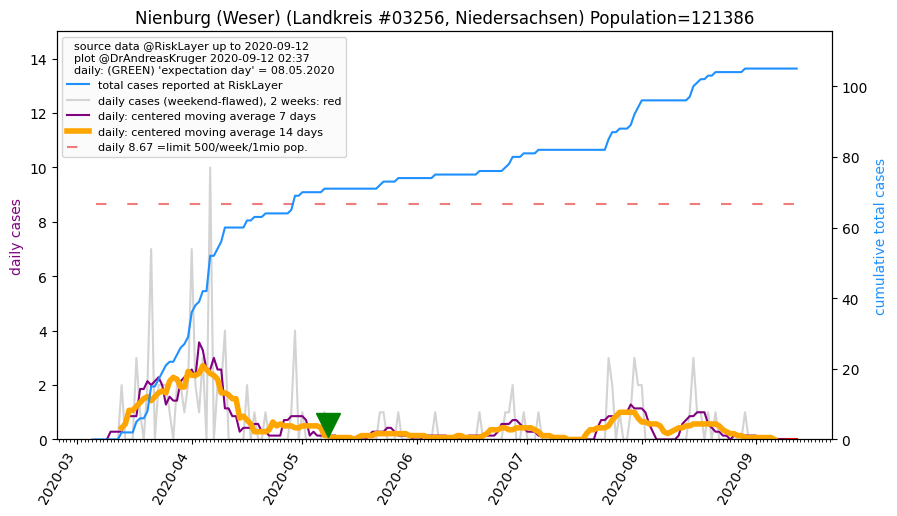 Nienburg (Weser) (Landkreis #03256, Niedersachsen) Population=121386
source data @RiskLayer up to 2020-09-12
plot @DrAndreasKruger 2020-09-12 02:37
daily: (GREEN) 'expectation day' = 08.05.2020
total cases reported at RiskLayer
daily cases (weekend-flawed), 2 weeks: red
daily: centered moving average 7 days
daily: centered moving average 14 days
daily 8.67 =limit 500/week/1mio pop.
daily cases
14
12
10
8
6
4
2
0
cumulative total cases
100
80
60
40
20
0
2020-03
2020-04
2020-05
2020-06
2020-07
2020-08
2020-09